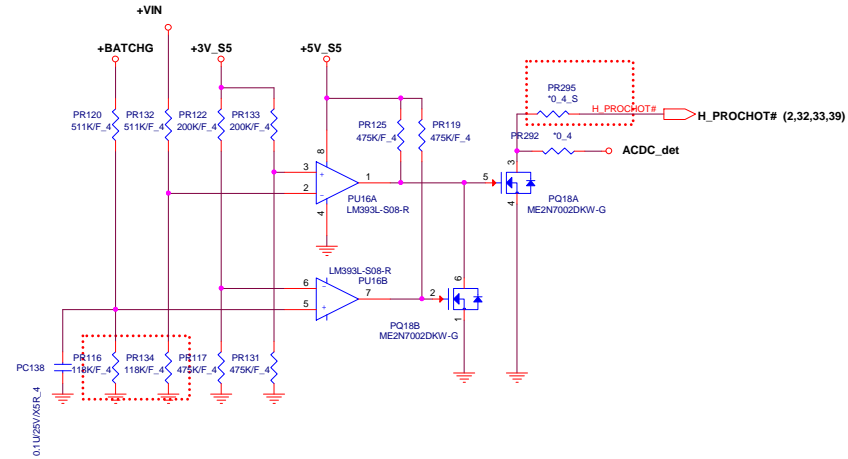 +VIN
+BATCHG
+3V_S5
+5V_S5
PR120
511K/F_4
PR132
511K/F_4
PR122
200K/F_4
PR133
200K/F_4
PR125
475K/F_4
PR119
475K/F_4
PR295
*0_4_S
H_PROCHOT#
H_PROCHOT# (2,32,33,39)
PR292
*0_4
ACDC_det
8
3
+
2
-
1
4
PU16A
LM393L-S08-R
5
3
4
PQ18A
ME2N7002DKW-G
LM393L-S08-R
PU16B
6
-
5
+
7
2
6
1
PQ18B
ME2N7002DKW-G
PC138
0.1U/25V/X5R_4
PR116
118K/F_4
PR134
118K/F_4
PR117
475K/F_4
PR131
475K/F_4